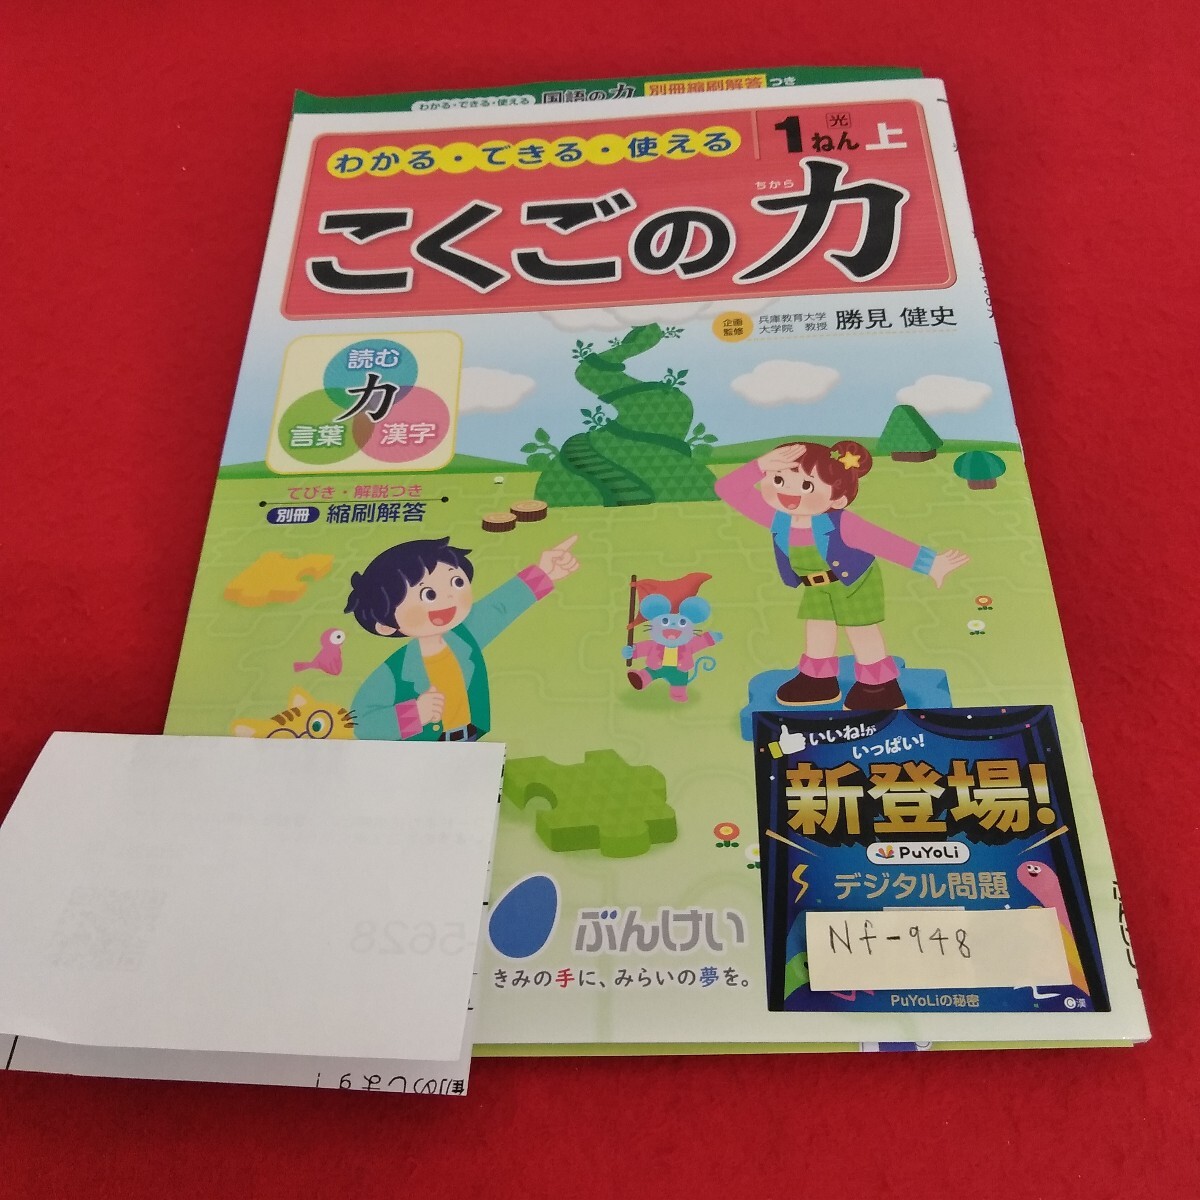 わかる・できる・使える 国語の力 別冊縮刷解答つき
わかる・できる・使える
1ねん 光 上
こくごの力
ちから
企画
監修
兵庫教育大学
大学院 教授
勝見 健史
読む
力
言葉
漢字
てびき・解説つき
別冊 縮刷解答
いいね!が
いっぱい!
新登場!
PuYoLi
デジタル問題
Nf-948
PuYoLiの秘密
©漢
ぶんけい
きみの手に、みらいの夢を。
5628